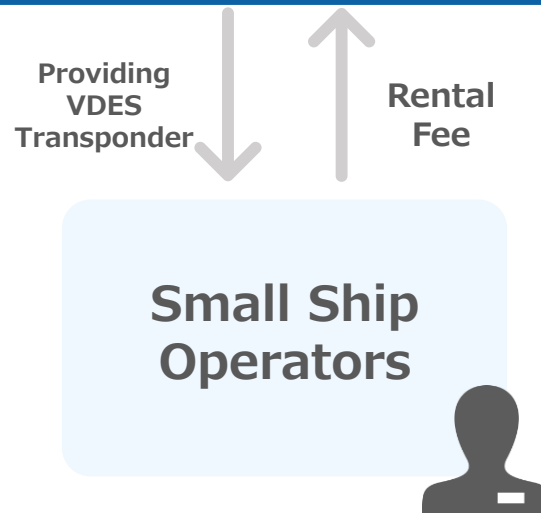 Providing
VDES
Transponder
Rental
Fee
Small Ship
Operators